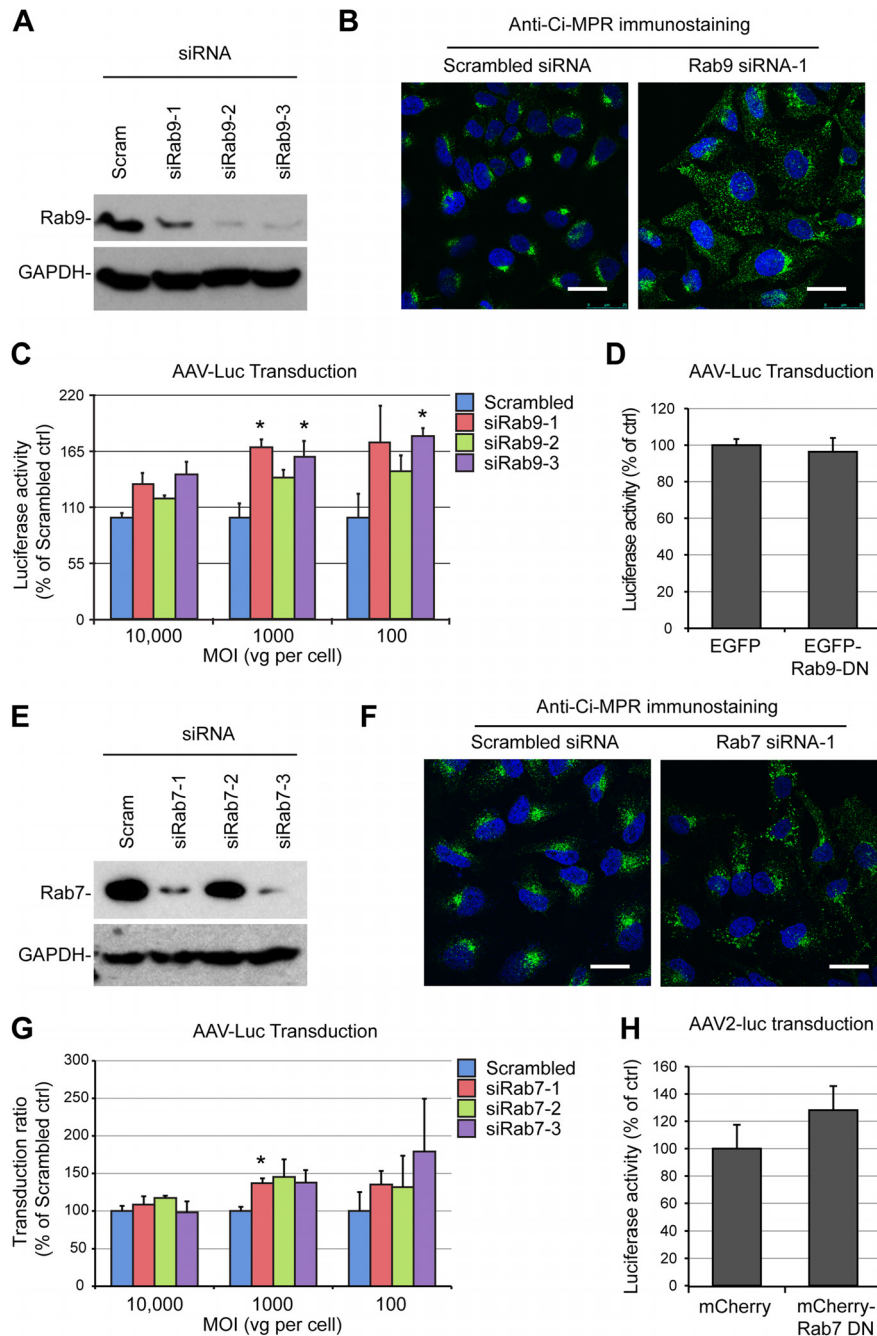 A
siRNA
Scram
siRab9-1
siRab9-2
siRab9-3
Rab9-
GAPDH-
B
Anti-Ci-MPR immunostaining
Scrambled siRNA
Rab9 siRNA-1
C
AAV-Luc Transduction
Luciferase activity
(% of Scrambled ctrl)
220
165
110
55
0
* * *
10,000
1000
100
MOI (vg per cell)
Scrambled
siRab9-1
siRab9-2
siRab9-3
D
AAV-Luc Transduction
Luciferase activity (% of ctrl)
120
100
80
60
40
20
0
EGFP
EGFP-
Rab9-DN
E
siRNA
Scram
siRab7-1
siRab7-2
siRab7-3
Rab7-
GAPDH-
F
Anti-Ci-MPR immunostaining
Scrambled siRNA
Rab7 siRNA-1
G
AAV-Luc Transduction
Transduction ratio
(% of Scrambled ctrl)
300
250
200
150
100
50
0
*
10,000
1000
100
MOI (vg per cell)
Scrambled
siRab7-1
siRab7-2
siRab7-3
H
AAV2-luc transduction
Luciferase activity (% of ctrl)
160
140
120
100
80
60
40
20
0
mCherry
mCherry-
Rab7 DN